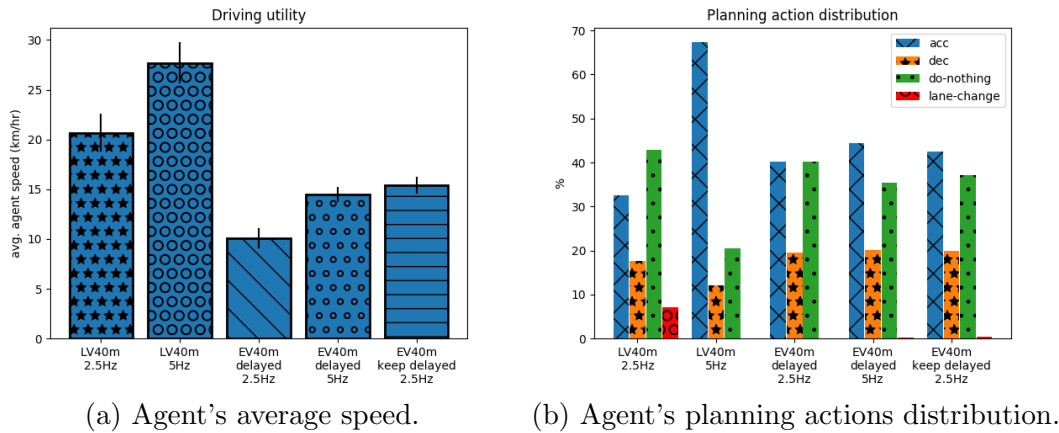 Driving utility
avg. agent speed (km/hr)
30
25
20
15
10
5
0
LV40m
2.5Hz
LV40m
5Hz
EV40m
delayed
2.5Hz
EV40m
delayed
5Hz
EV40m
keep delayed
2.5Hz
(a) Agent's average speed.
Planning action distribution
%
70
60
50
40
30
20
10
0
acc
dec
do-nothing
lane-change
LV40m
2.5Hz
LV40m
5Hz
EV40m
delayed
2.5Hz
EV40m
delayed
5Hz
EV40m
keep delayed
2.5Hz
(b) Agent's planning actions distribution.